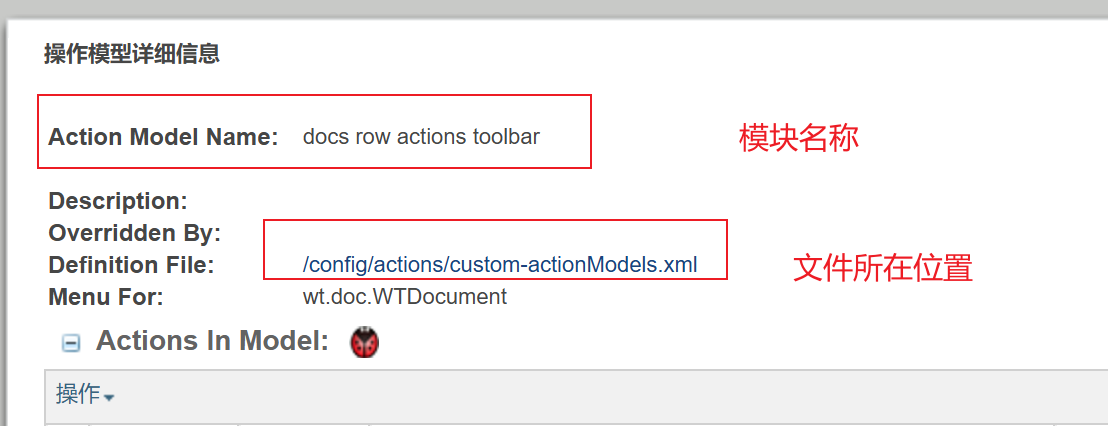 操作模型详细信息
Action Model Name: docs row actions toolbar
模块名称
Description:
Overridden By:
Definition File: /config/actions/custom-actionModels.xml
文件所在位置
Menu For: wt.doc.WTDocument
Actions In Model:
操作